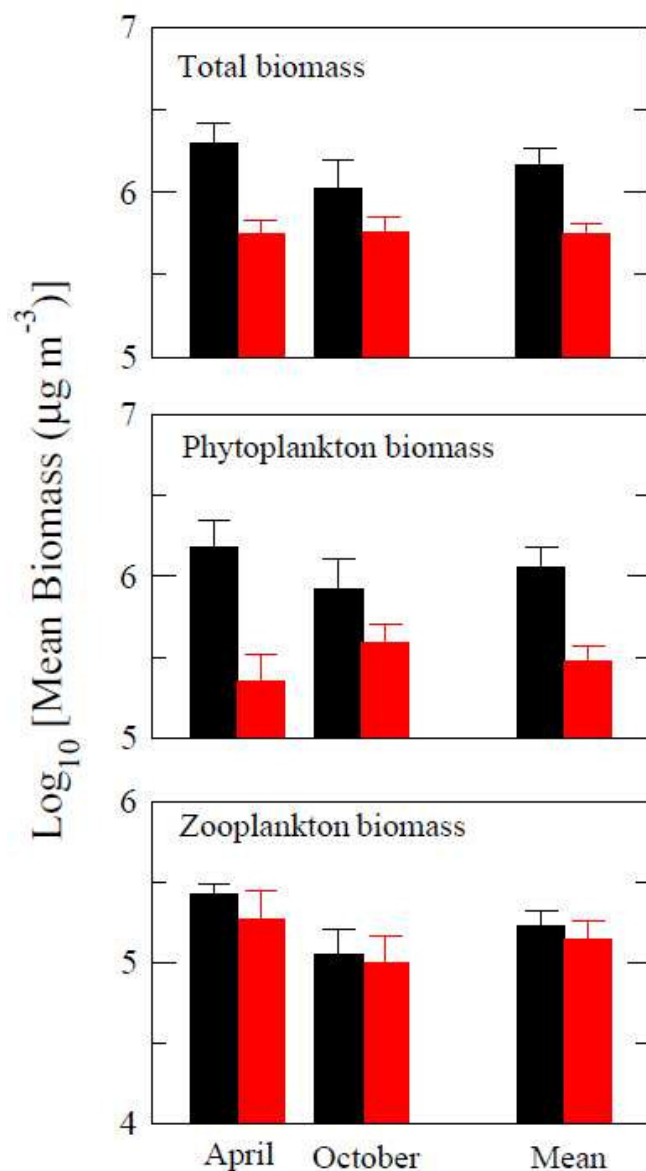 Log10 [Mean Biomass (µg m-3)]
7
Total biomass
6
5
7
Phytoplankton biomass
6
5
6
Zooplankton biomass
5
4
April October Mean